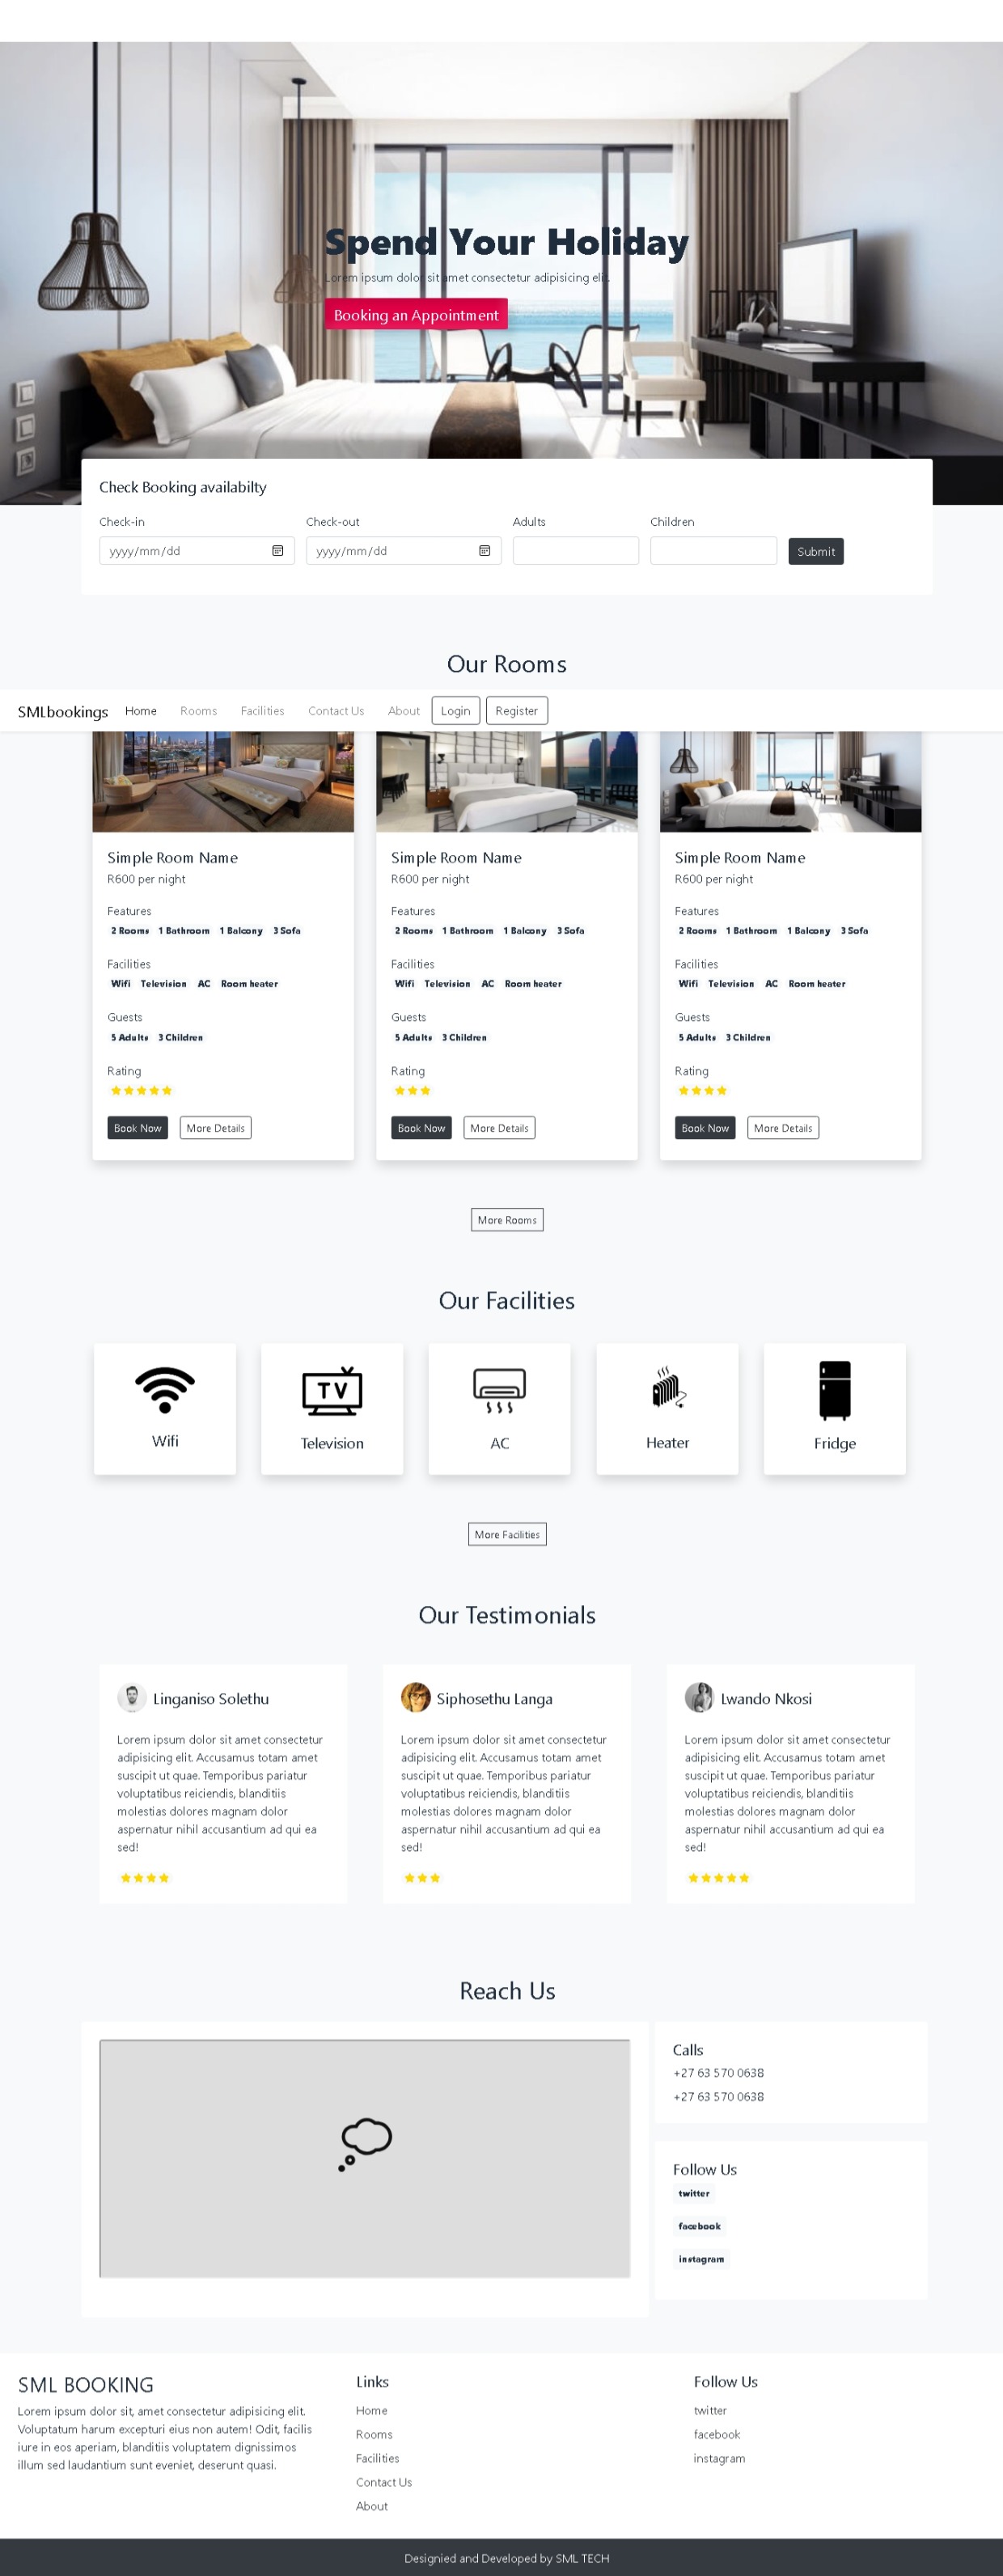 Spend Your Holiday
Lorem ipsum dolor sit amet consectetur adipisicing elit.
Booking an Appointment
Check Booking availabilty
Check-in
Check-out
Adults
Children
yyyy/mm/dd
yyyy/mm/dd
Submit
Our Rooms
SMLbookings Home Rooms Facilities Contact Us About Login Register
Simple Room Name
R600 per night
Features
2 Rooms 1 Bathroom 1 Balcony 3 Sofa
Facilities
Wifi Television AC Room heater
Guests
5 Adults 3 Children
Rating
Book Now More Details
Simple Room Name
R600 per night
Features
2 Rooms 1 Bathroom 1 Balcony 3 Sofa
Facilities
Wifi Television AC Room heater
Guests
5 Adults 3 Children
Rating
Book Now More Details
Simple Room Name
R600 per night
Features
2 Rooms 1 Bathroom 1 Balcony 3 Sofa
Facilities
Wifi Television AC Room heater
Guests
5 Adults 3 Children
Rating
Book Now More Details
More Rooms
Our Facilities
TV
Wifi
Television
AC
Heater
Fridge
More Facilities
Our Testimonials
Linganiso Solethu
Lorem ipsum dolor sit amet consectetur
adipisicing elit. Accusamus totam amet
suscipit ut quae. Temporibus pariatur
voluptatibus reiciendis, blanditiis
molestias dolores magnam dolor
aspernatur nihil accusantium ad qui ea
sed!
Siphosethu Langa
Lorem ipsum dolor sit amet consectetur
adipisicing elit. Accusamus totam amet
suscipit ut quae. Temporibus pariatur
voluptatibus reiciendis, blanditiis
molestias dolores magnam dolor
aspernatur nihil accusantium ad qui ea
sed!
Lwando Nkosi
Lorem ipsum dolor sit amet consectetur
adipisicing elit. Accusamus totam amet
suscipit ut quae. Temporibus pariatur
voluptatibus reiciendis, blanditiis
molestias dolores magnam dolor
aspernatur nihil accusantium ad qui ea
sed!
Reach Us
Calls
+27 63 570 0638
+27 63 570 0638
Follow Us
twitter
facebook
instagram
SML BOOKING
Lorem ipsum dolor sit, amet consectetur adipisicing elit.
Voluptatum harum excepturi eius non autem! Odit, facilis
iure in eos aperiam, blanditiis voluptatem dignissimos
illum sed laudantium sunt eveniet, deserunt quasi.
Links
Home
Rooms
Facilities
Contact Us
About
Follow Us
twitter
facebook
instagram
Designied and Developed by SML TECH